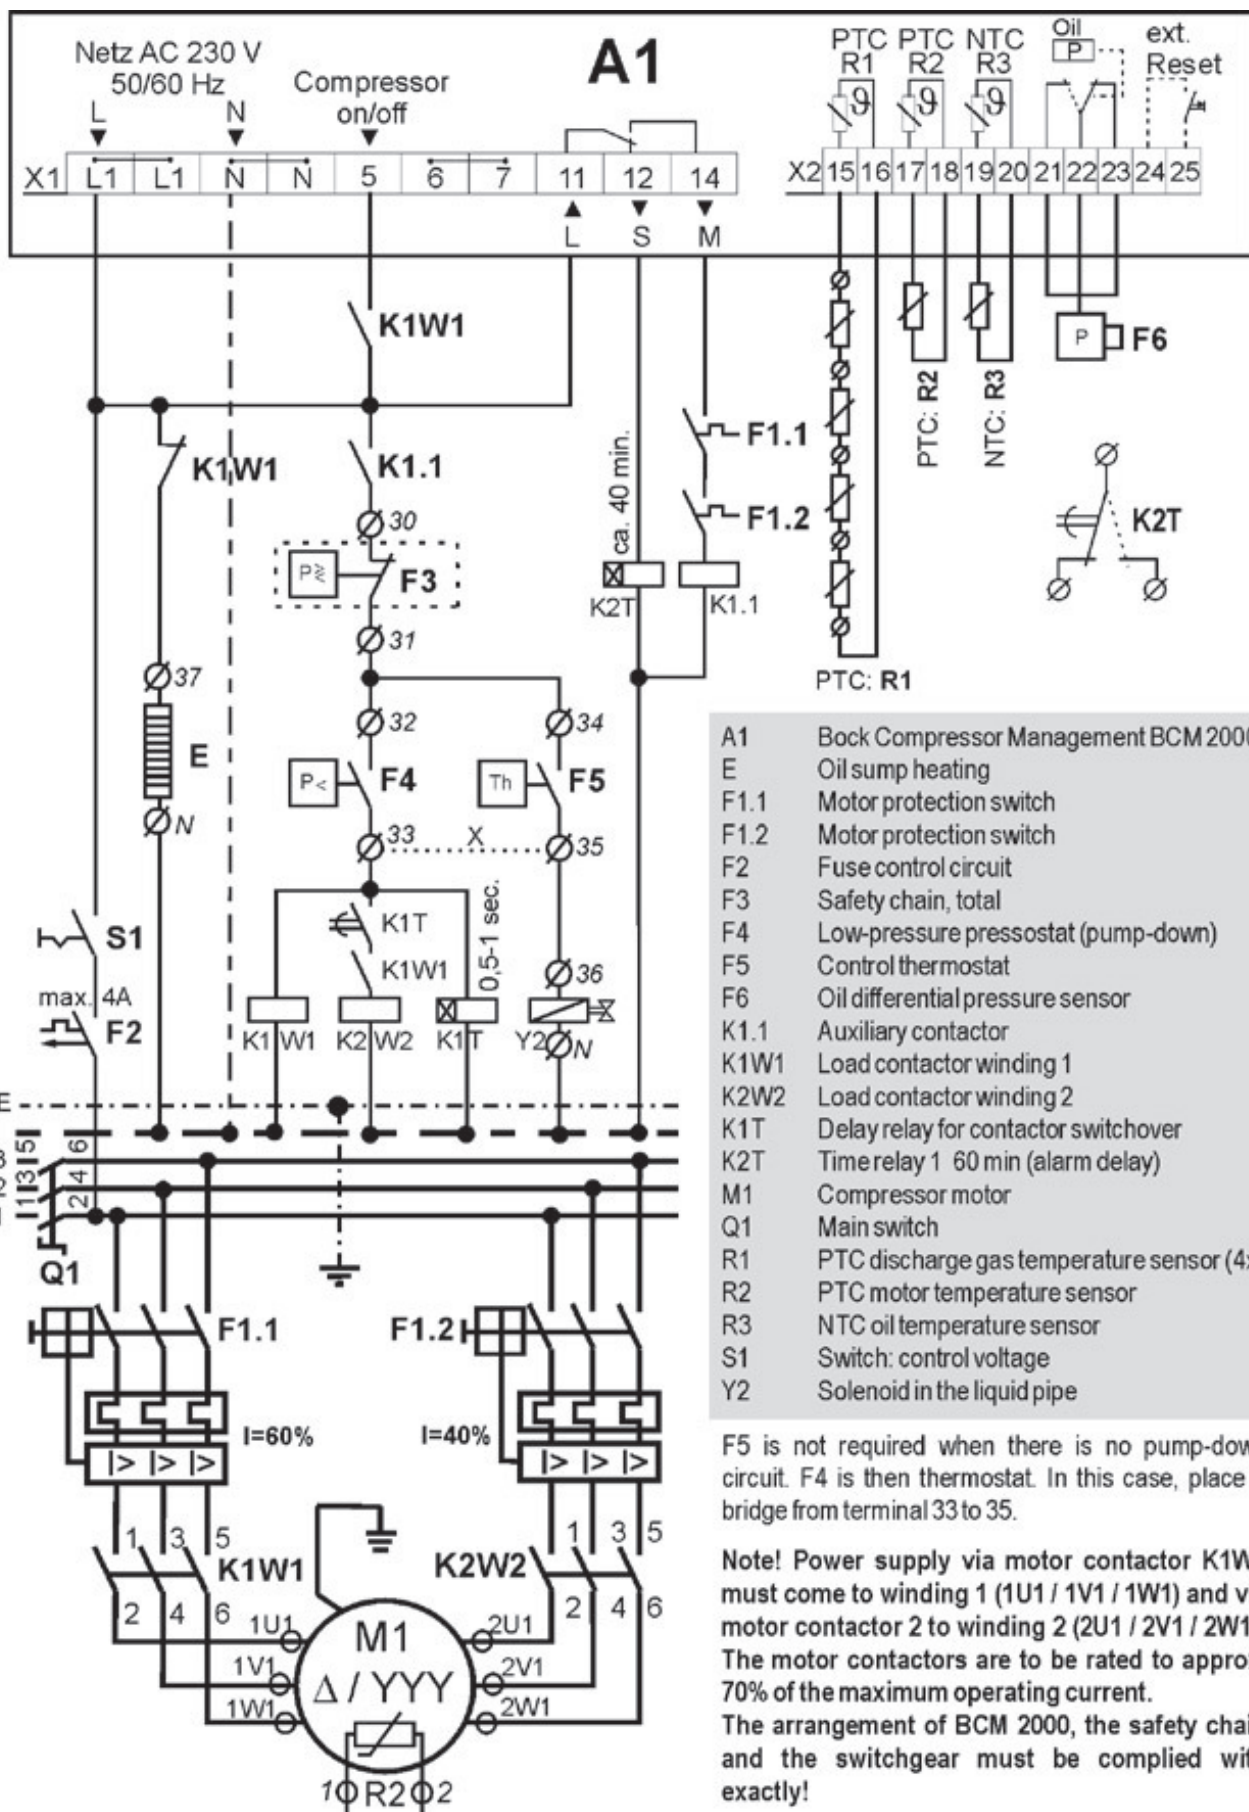 Netz AC 230 V
50/60 Hz
L
N
Compressor
on/off
A1
PTC
R1
PTC
R2
NTC
R3
Oil
P
ext.
Reset
X1 L1 L1 N N 5 6 7 11 12 14
X2 15 16 17 18 19 20 21 22 23 24 25
L S M
K1W1
P
F6
PTC: R2
NTC: R3
F1.1
K1W1
K1.1
ca. 40 min.
30
F1.2
K2T
F3
K2T
K1.1
31
PTC: R1
37
32
34
E
P<
F4
Th
F5
N
33
X
35
K1T
0,5-1 sec.
S1
K1W1
36
max. 4A
F2
K1 W1
K2 W2
K1T
Y2
N
E
5 6
3 4
1 2
Q1
F1.1
F1.2
I=60%
I=40%
I> I> I>
I> I> I>
1 3 5
K1W1
2 4 6
K2W2
1 3 5
2 4 6
1U1
M1
2U1
1V1
Δ / YYY
2V1
1W1
2W1
1 R2 2
A1 Bock Compressor Management BCM 2000
E Oil sump heating
F1.1 Motor protection switch
F1.2 Motor protection switch
F2 Fuse control circuit
F3 Safety chain, total
F4 Low-pressure pressostat (pump-down)
F5 Control thermostat
F6 Oil differential pressure sensor
K1.1 Auxiliary contactor
K1W1 Load contactor winding 1
K2W2 Load contactor winding 2
K1T Delay relay for contactor switchover
K2T Time relay 1 60 min (alarm delay)
M1 Compressor motor
Q1 Main switch
R1 PTC discharge gas temperature sensor (4x
R2 PTC motor temperature sensor
R3 NTC oil temperature sensor
S1 Switch: control voltage
Y2 Solenoid in the liquid pipe
F5 is not required when there is no pump-dow
circuit. F4 is then thermostat. In this case, place
bridge from terminal 33 to 35.
Note! Power supply via motor contactor K1W
must come to winding 1 (1U1 / 1V1 / 1W1) and v
motor contactor 2 to winding 2 (2U1 / 2V1 / 2W1
The motor contactors are to be rated to approx
70% of the maximum operating current.
The arrangement of BCM 2000, the safety chai
and the switchgear must be complied wit
exactly!